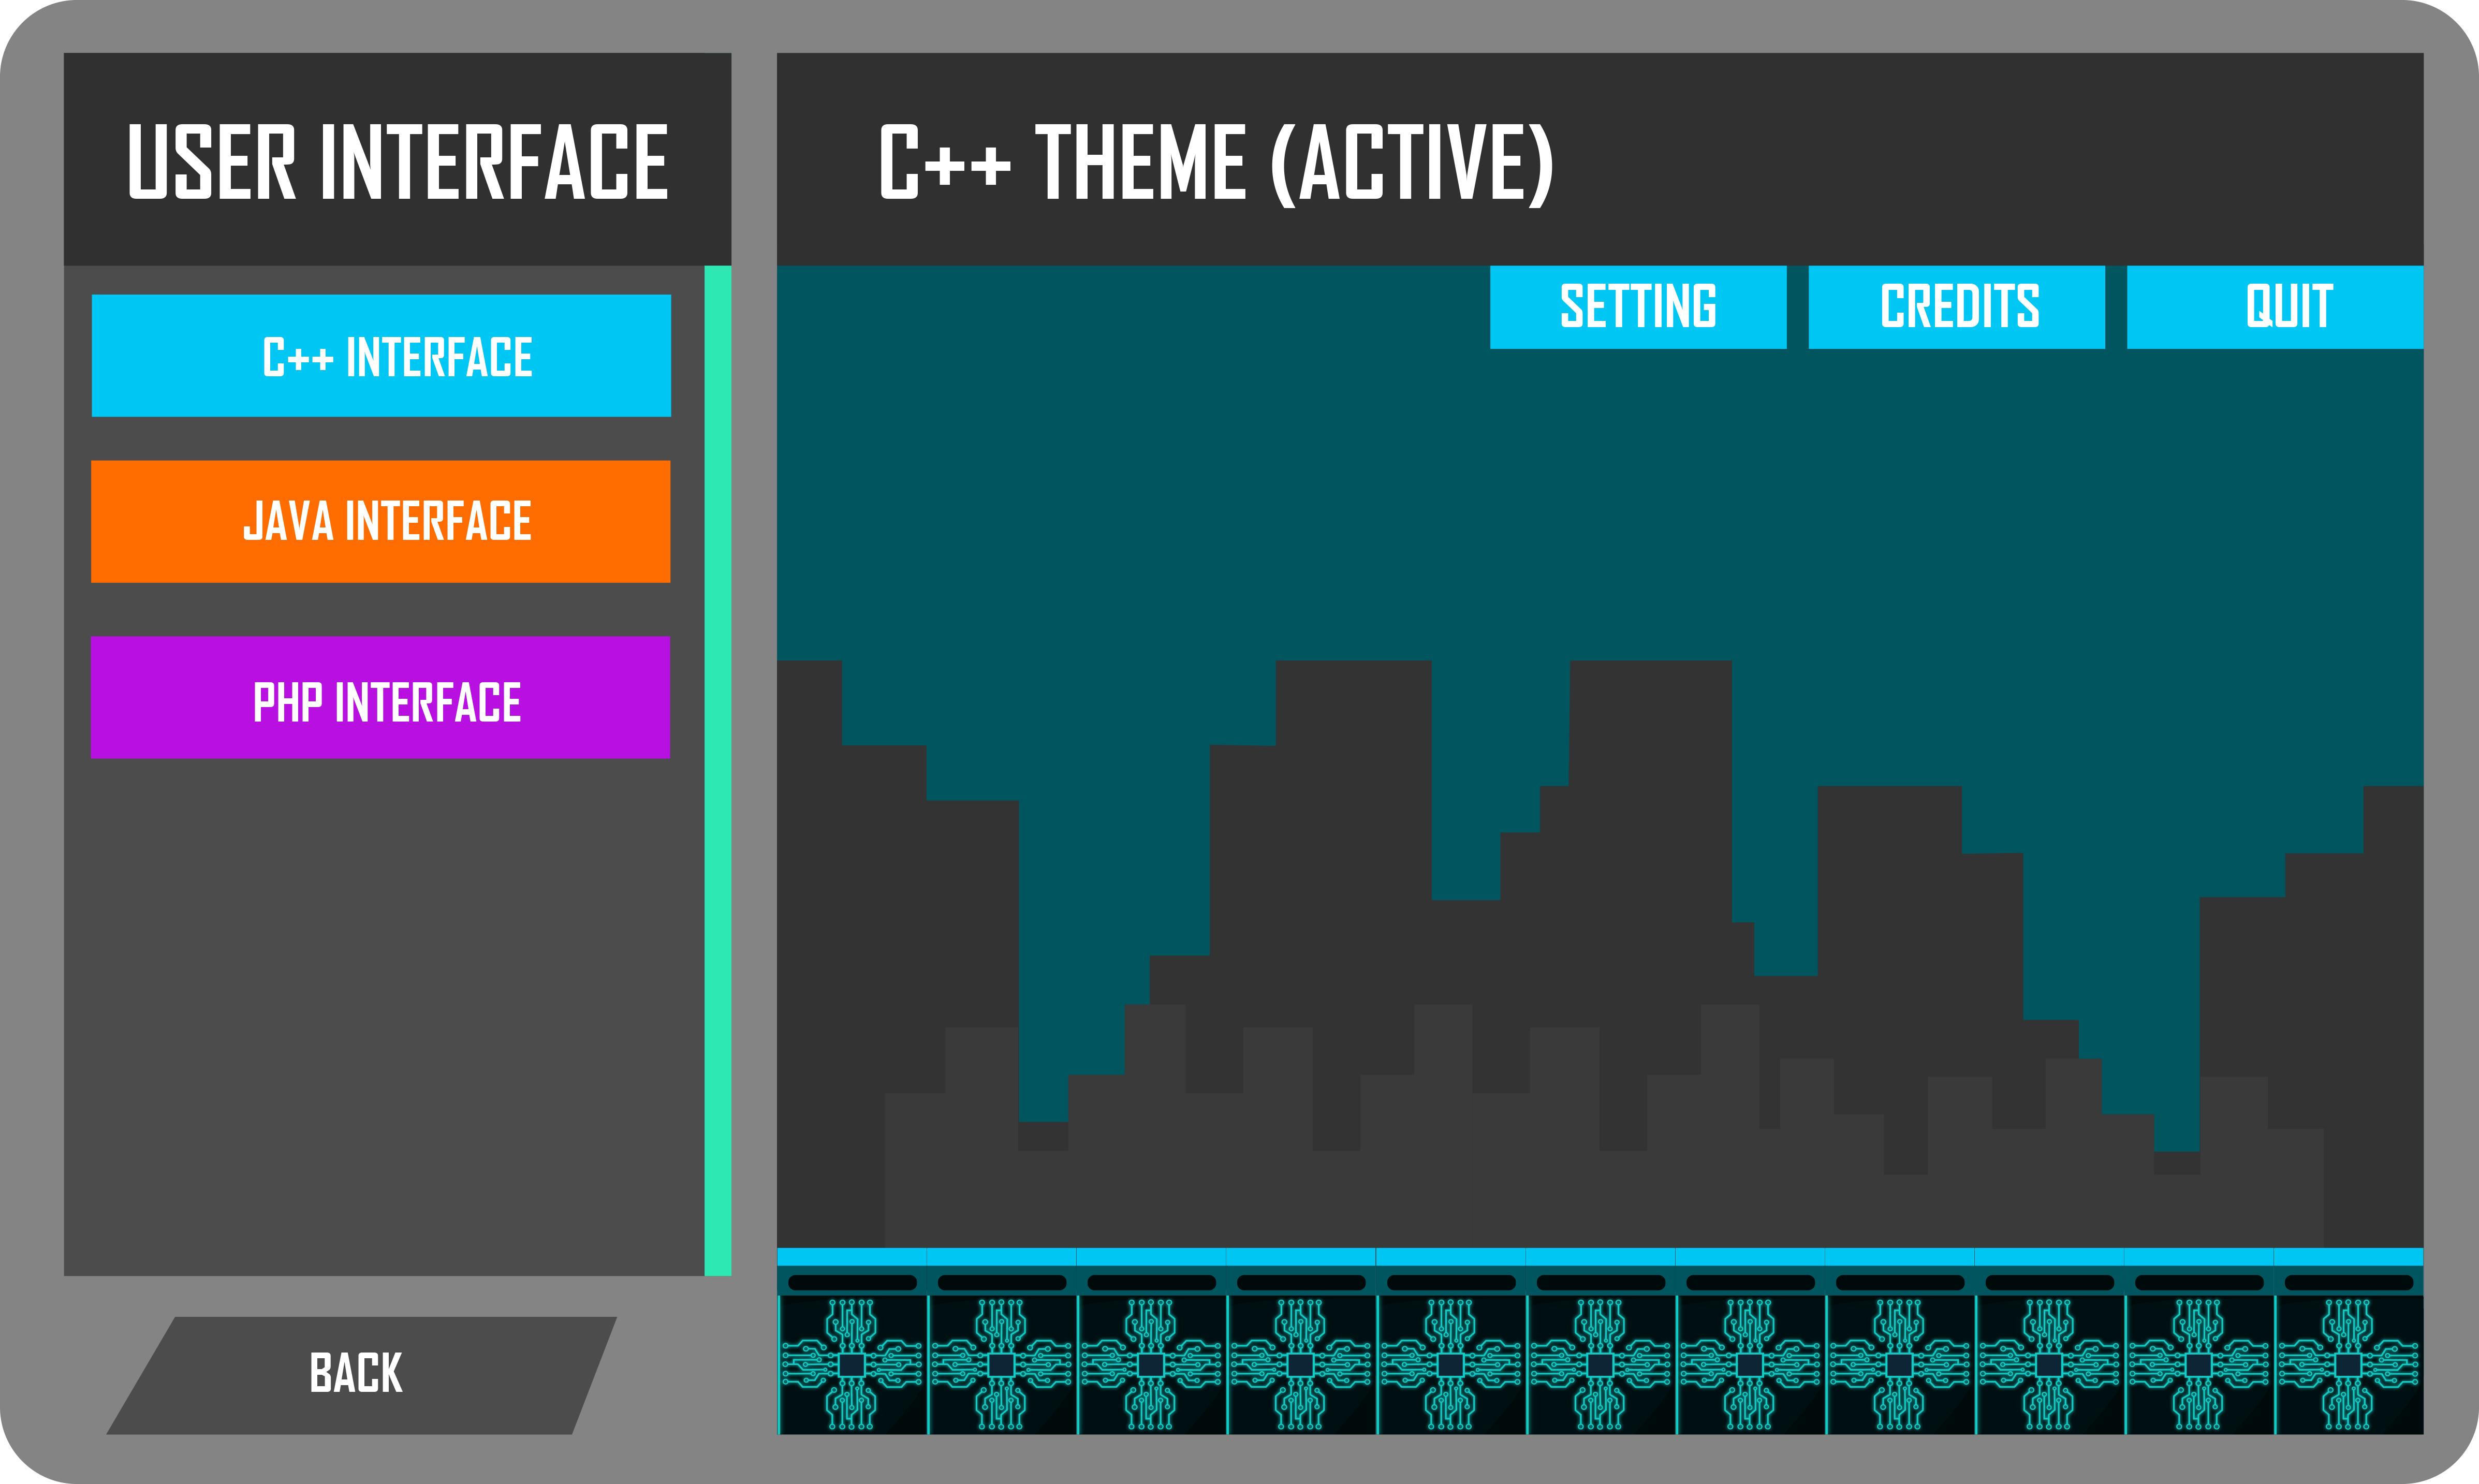 USER INTERFACE
C++ INTERFACE
JAVA INTERFACE
PHP INTERFACE
BACK
C++ THEME (ACTIVE)
SETTING
CREDITS
QUIT